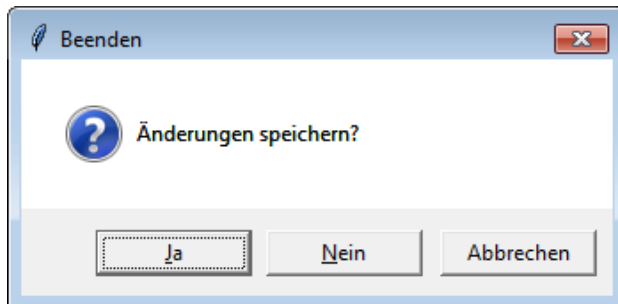 Beenden
Änderungen speichern?
Ja
Nein
Abbrechen